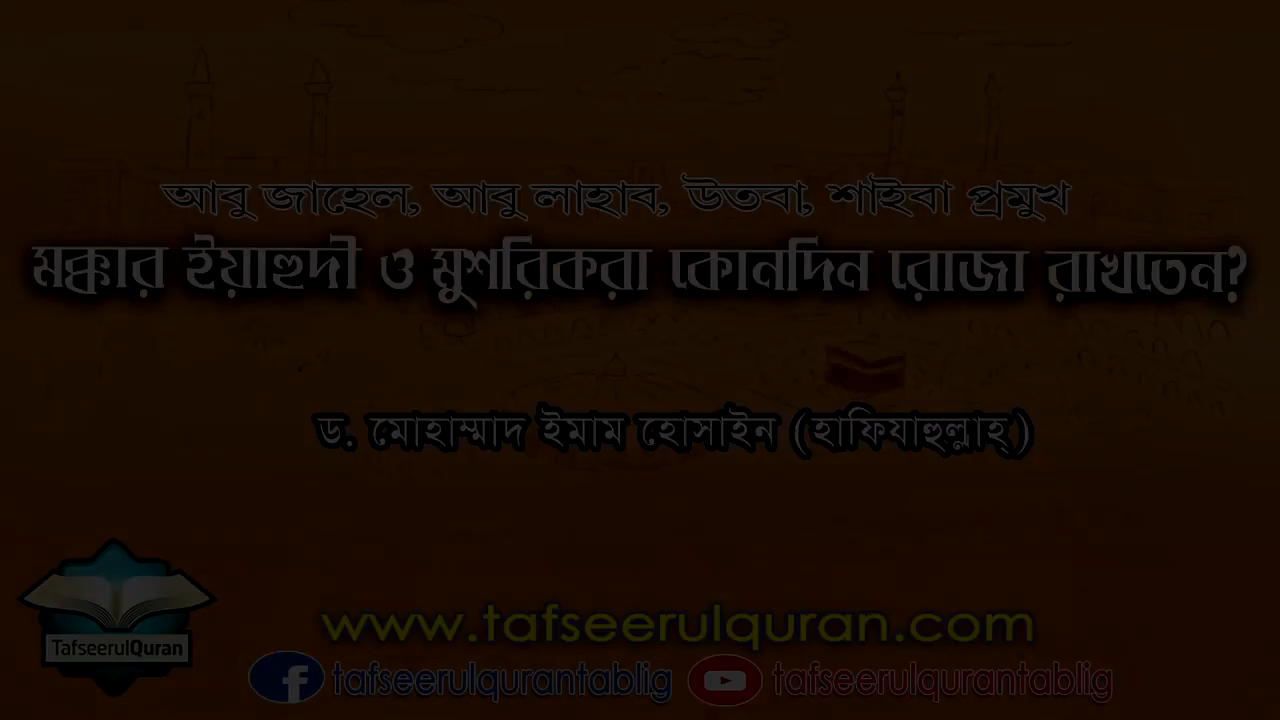 আবু জাহেল, আবু লাহাব, উতবা, শাইবা প্রমুখ
মক্কার ইয়াহুদী ও মুশরিকরা কোনদিন রোজা রাখতেন?
ড. মোহাম্মাদ ইমাম হোসাইন (হাফিযাহুল্লাহ্)
TafseerulQuran
www.tafseerulquran.com
tafseerulqurantablig tafseerulqurantablig